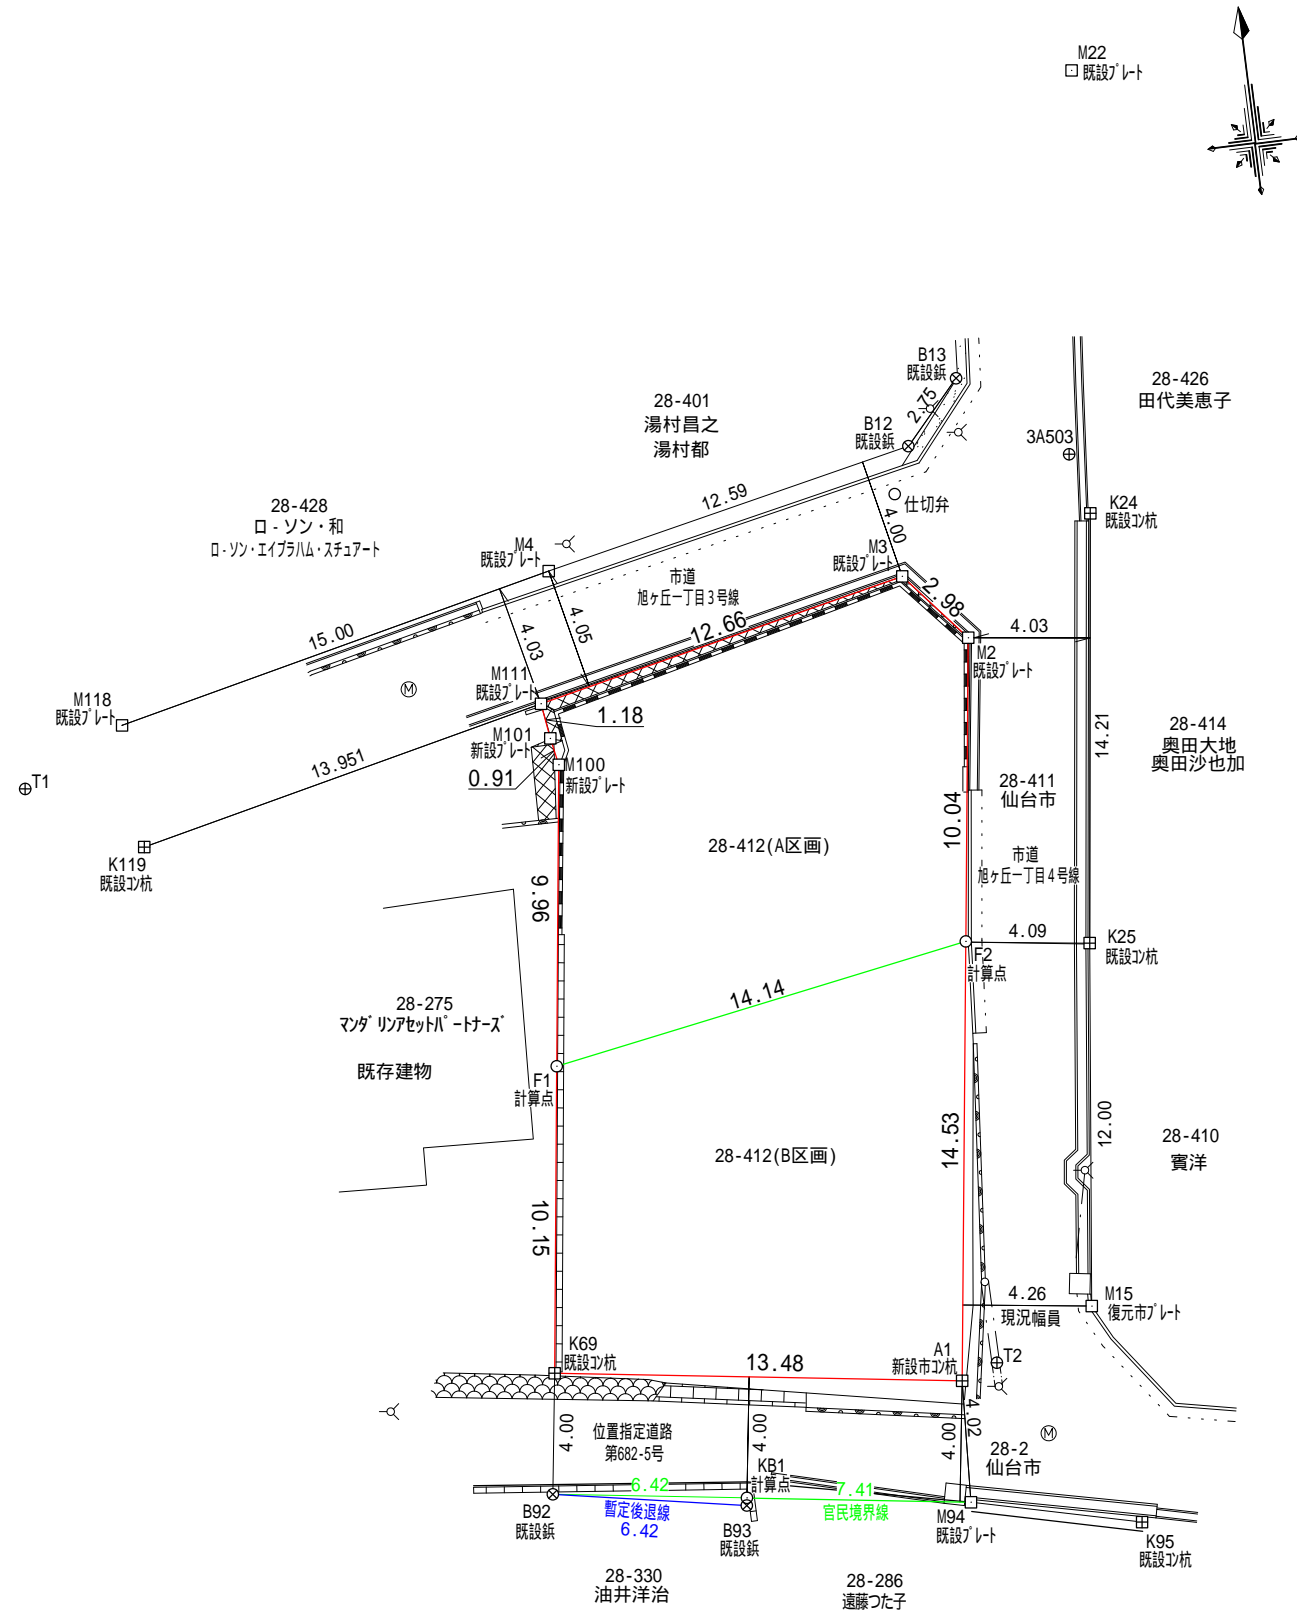 M22
既設ﾌﾟﾚｰﾄ
B13
既設鋲
28-426
田代美恵子
28-401
湯村昌之
湯村都
2.75
B12
既設鋲
3A503
12.59
28-428
ロ-ソン・和
ロ-ソン・エイブラハム・スチュアート
仕切弁
K24
既設ｺﾝ杭
4.00
M4
既設ﾌﾟﾚｰﾄ
M3
既設ﾌﾟﾚｰﾄ
市道
旭ヶ丘一丁目３号線
2.98
15.00
4.05
4.03
12.66
4.03
M2
既設ﾌﾟﾚｰﾄ
M111
既設ﾌﾟﾚｰﾄ
M118
既設ﾌﾟﾚｰﾄ
Ⓜ
1.18
M101
新設ﾌﾟﾚｰﾄ
14.21
28-414
奥田大地
奥田沙也加
13.951
M100
新設ﾌﾟﾚｰﾄ
0.91
T1
28-411
仙台市
10.04
28-412(A区画)
市道
旭ヶ丘一丁目４号線
K119
既設ｺﾝ杭
9.96
4.09
K25
既設ｺﾝ杭
F2
計算点
14.14
28-275
ﾏﾝﾀﾞﾘﾝｱｾｯﾄﾊﾟｰﾄﾅｰｽﾞ
既存建物
F1
計算点
14.53
12.00
28-410
賓洋
28-412(B区画)
10.15
4.26
現況幅員
M15
復元市ﾌﾟﾚｰﾄ
K69
既設ｺﾝ杭
13.48
A1
新設市ｺﾝ杭
T2
4.00
位置指定道路
第682-5号
4.00
4.00
4.02
Ⓜ
28-2
仙台市
KB1
計算点
6.42
7.41
暫定後退線
6.42
官民境界線
B92
既設鋲
B93
既設鋲
M94
既設ﾌﾟﾚｰﾄ
K95
既設ｺﾝ杭
28-330
油井洋治
28-286
遠藤つた子